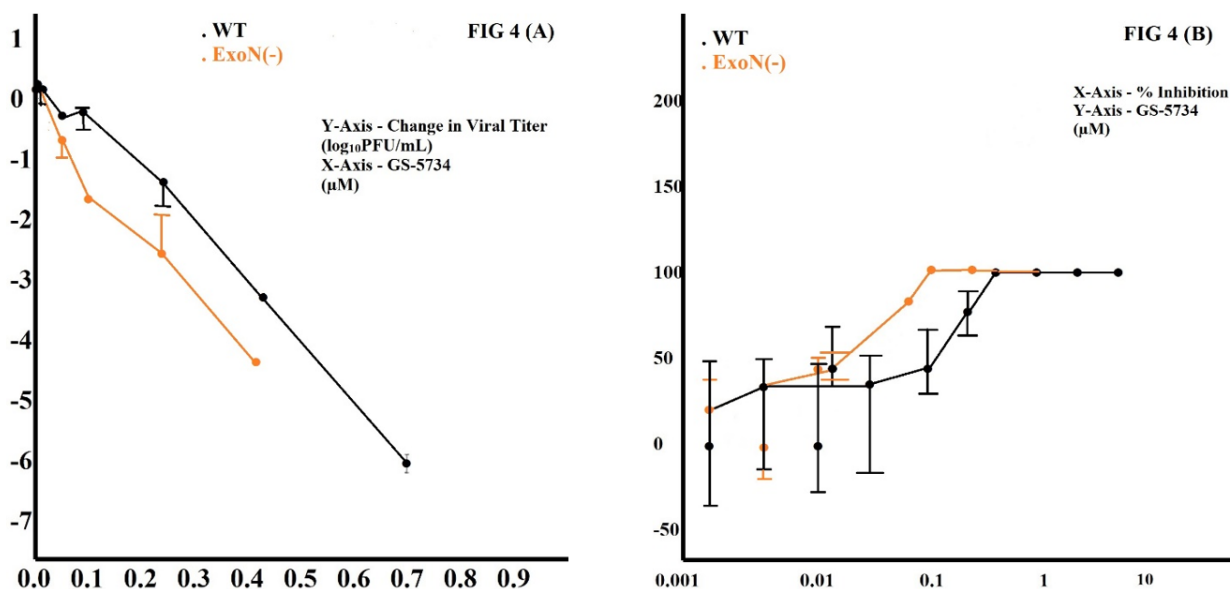 FIG 4 (A)
. WT
. ExoN(-)
Y-Axis - Change in Viral Titer
(log₁₀PFU/mL)
X-Axis - GS-5734
(µM)
1
0
-1
-2
-3
-4
-5
-6
-7
0.0 0.1 0.2 0.3 0.4 0.5 0.6 0.7 0.8 0.9
FIG 4 (B)
. WT
. ExoN(-)
X-Axis - % Inhibition
Y-Axis - GS-5734
(µM)
200
150
100
50
0
-50
0.001 0.01 0.1 1 10